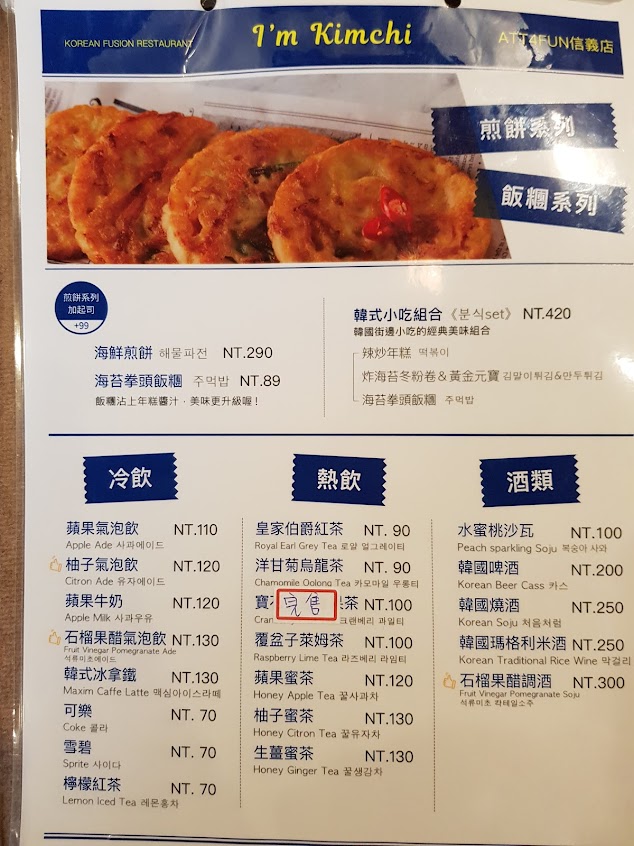 KOREAN FUSION RESTAURANT
I'm Kimchi
ATT4FUN信義店
煎餅系列
飯糰系列
煎餅系列
加起司
+99
海鮮煎餅 해물파전 NT.290
海苔拳頭飯糰 주먹밥 NT.89
飯糰沾上年糕醬汁，美味更升級喔！
韓式小吃組合《분식set》 NT.420
韓國街邊小吃的經典美味組合
辣炒年糕 떡볶이
炸海苔冬粉卷＆黃金元寶 김말이튀김&만두튀김
海苔拳頭飯糰 주먹밥
冷飲
蘋果氣泡飲 NT.110
Apple Ade 사과에이드
柚子氣泡飲 NT.120
Citron Ade 유자에이드
蘋果牛奶 NT.120
Apple Milk 사과우유
石榴果醋氣泡飲 NT.130
Fruit Vinegar Pomegranate Ade
석류미초에이드
韓式冰拿鐵 NT.130
Maxim Caffe Latte 맥심아이스라떼
可樂 NT. 70
Coke 콜라
雪碧 NT. 70
Sprite 사이다
檸檬紅茶 NT. 70
Lemon Iced Tea 레몬홍차
熱飲
皇家伯爵紅茶 NT. 90
Royal Earl Grey Tea 로얄 얼그레이티
洋甘菊烏龍茶 NT. 90
Chamomile Oolong Tea 카모마일 우롱티
寶 完售 茶 NT.100
Cran 크랜베리 과일티
覆盆子萊姆茶 NT.100
Raspberry Lime Tea 라즈베리 라임티
蘋果蜜茶 NT.120
Honey Apple Tea 꿀사과차
柚子蜜茶 NT.130
Honey Citron Tea 꿀유자차
生薑蜜茶 NT.130
Honey Ginger Tea 꿀생강차
酒類
水蜜桃沙瓦 NT.100
Peach sparkling Soju 복숭아 사와
韓國啤酒 NT.200
Korean Beer Cass 카스
韓國燒酒 NT.250
Korean Soju 처음처럼
韓國瑪格利米酒 NT.250
Korean Traditional Rice Wine 막걸리
石榴果醋調酒 NT.300
Fruit Vinegar Pomegranate Soju
석류미초 칵테일소주